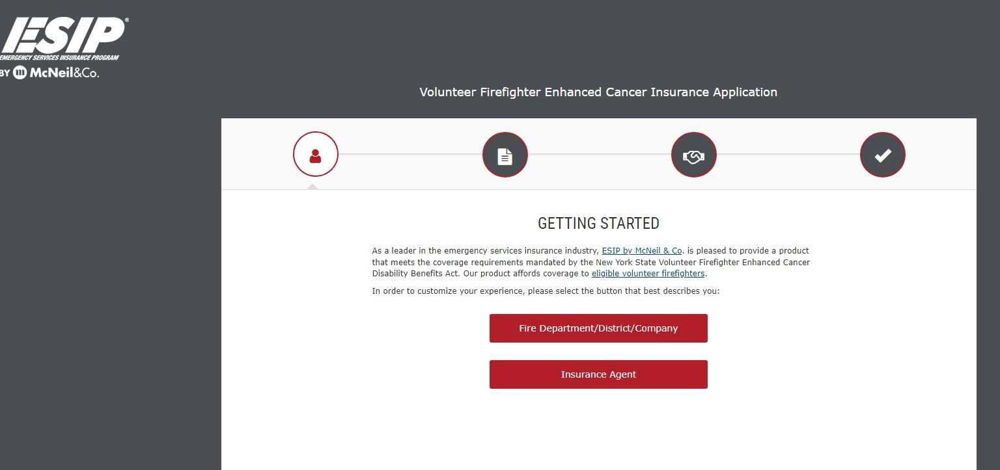 ESIP®
EMERGENCY SERVICES INSURANCE PROGRAM
BY m McNeil&Co.
Volunteer Firefighter Enhanced Cancer Insurance Application
GETTING STARTED
As a leader in the emergency services insurance industry, ESIP by McNeil & Co. is pleased to provide a product
that meets the coverage requirements mandated by the New York State Volunteer Firefighter Enhanced Cancer
Disability Benefits Act. Our product affords coverage to eligible volunteer firefighters.
In order to customize your experience, please select the button that best describes you:
Fire Department/District/Company
Insurance Agent